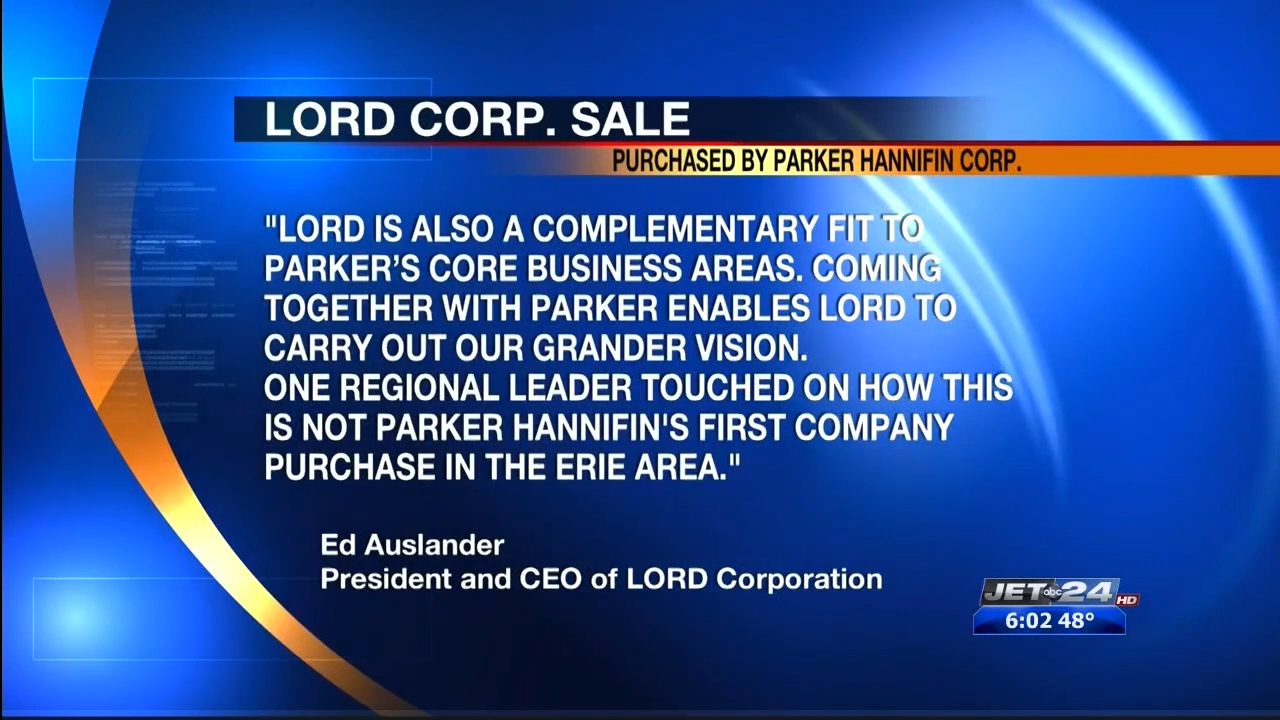 LORD CORP. SALE
PURCHASED BY PARKER HANNIFIN CORP.
"LORD IS ALSO A COMPLEMENTARY FIT TO
PARKER’S CORE BUSINESS AREAS. COMING
TOGETHER WITH PARKER ENABLES LORD TO
CARRY OUT OUR GRANDER VISION.
ONE REGIONAL LEADER TOUCHED ON HOW THIS
IS NOT PARKER HANNIFIN'S FIRST COMPANY
PURCHASE IN THE ERIE AREA."
Ed Auslander
President and CEO of LORD Corporation
JET abc 24 HD
6:02 48°